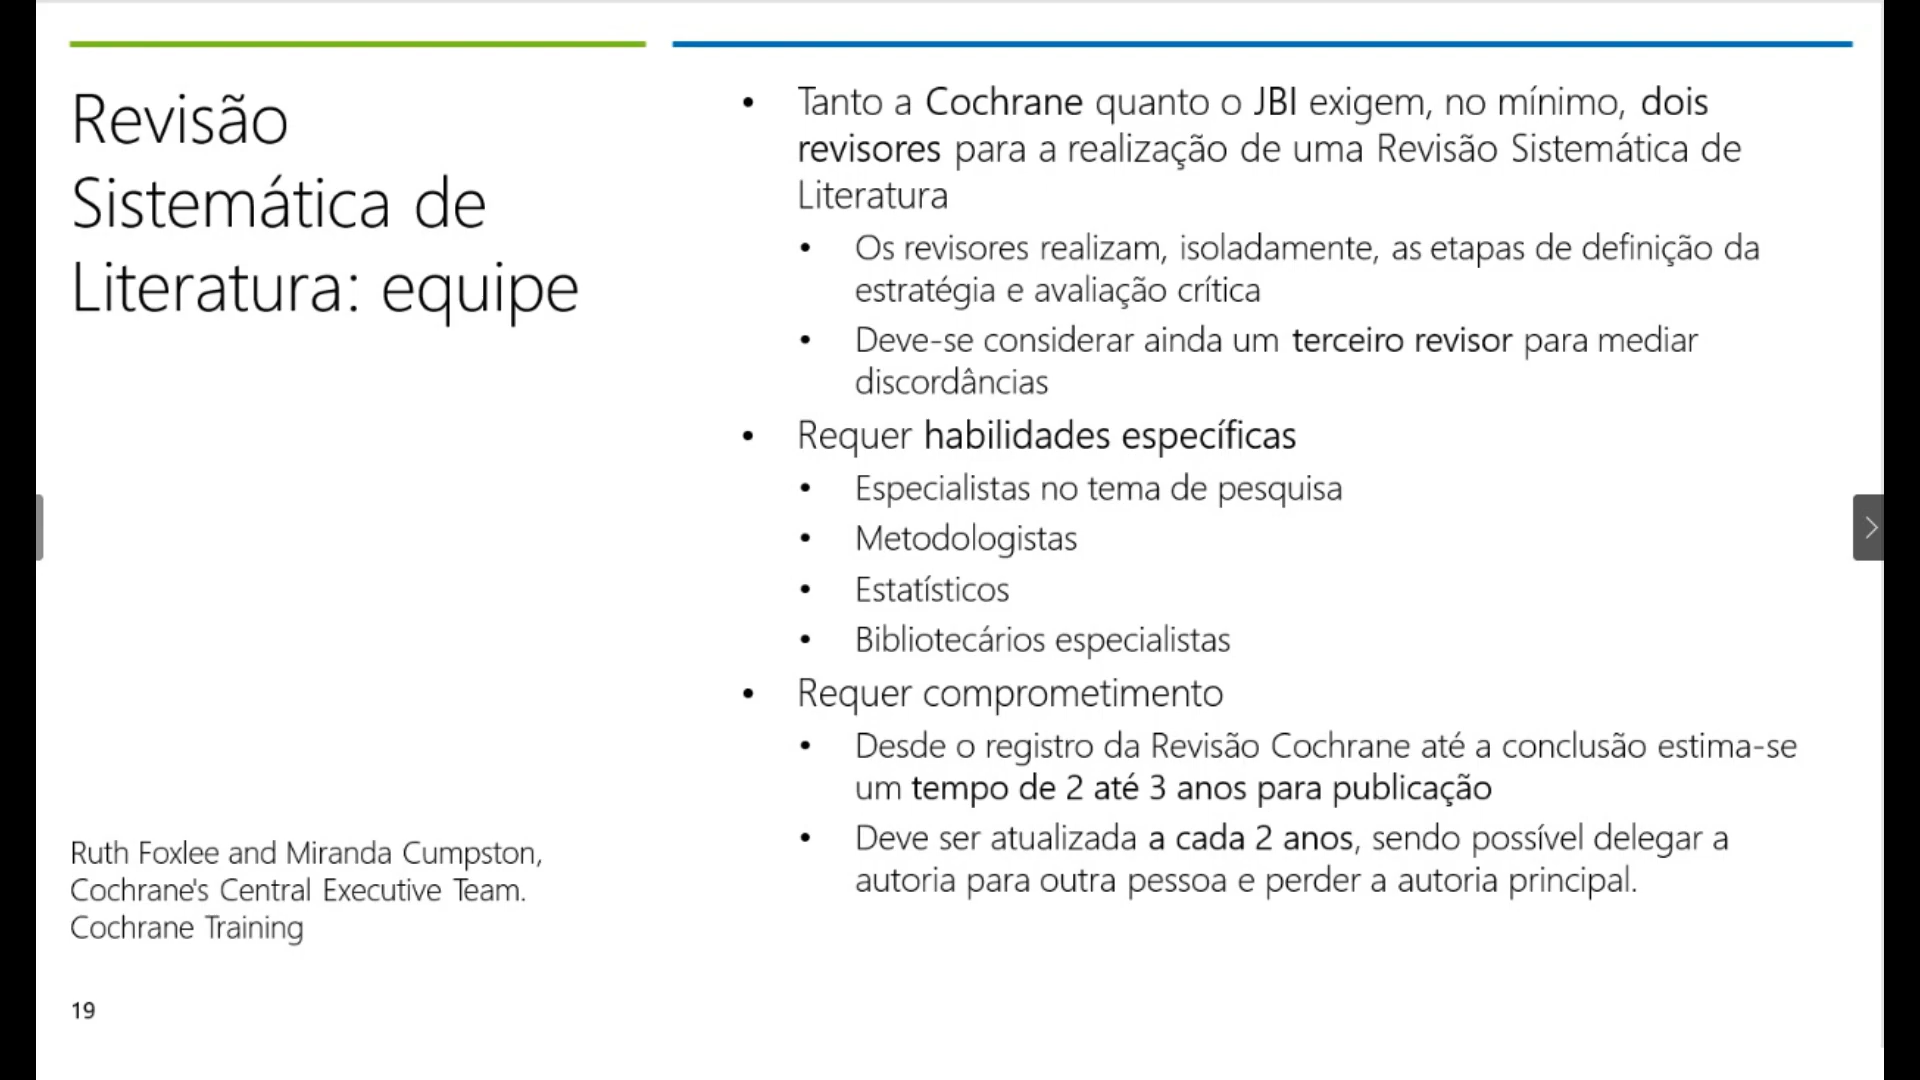 Revisão
Sistemática de
Literatura: equipe
Ruth Foxlee and Miranda Cumpston,
Cochrane's Central Executive Team.
Cochrane Training
19
• Tanto a Cochrane quanto o JBI exigem, no mínimo, dois
revisores para a realização de uma Revisão Sistemática de
Literatura
• Os revisores realizam, isoladamente, as etapas de definição da
estratégia e avaliação crítica
• Deve-se considerar ainda um terceiro revisor para mediar
discordâncias
• Requer habilidades específicas
• Especialistas no tema de pesquisa
• Metodologistas
• Estatísticos
• Bibliotecários especialistas
• Requer comprometimento
• Desde o registro da Revisão Cochrane até a conclusão estima-se
um tempo de 2 até 3 anos para publicação
• Deve ser atualizada a cada 2 anos, sendo possível delegar a
autoria para outra pessoa e perder a autoria principal.